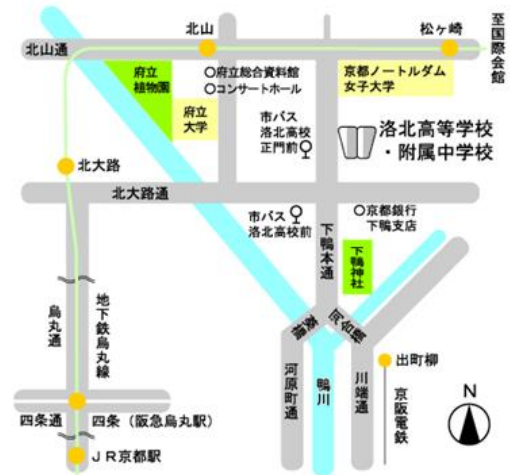 北山
松ヶ崎
至国際会館
北山通
府立
植物園
府立総合資料館
コンサートホール
京都ノートルダム
女子大学
府立
大学
市バス
洛北高校
正門前
洛北高等学校
・附属中学校
北大路
北大路通
市バス
洛北高校前
下鴨本通
京都銀行
下鴨支店
下鴨神社
烏丸通
地下鉄烏丸線
葵橋
河合橋
出町柳
河原町通
鴨川
川端通
京阪電鉄
N
四条通
四条(阪急烏丸駅)
JR京都駅